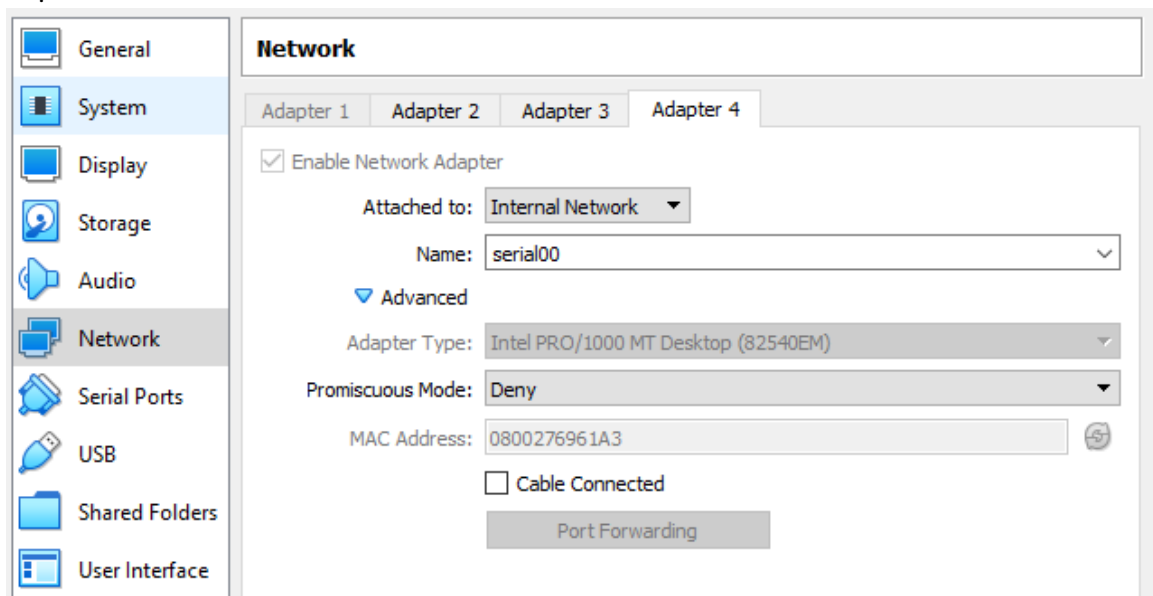 General
System
Display
Storage
Audio
Network
Serial Ports
USB
Shared Folders
User Interface
Network
Adapter 1 Adapter 2 Adapter 3 Adapter 4
Enable Network Adapter
Attached to: Internal Network
Name: serial00
Advanced
Adapter Type: Intel PRO/1000 MT Desktop (82540EM)
Promiscuous Mode: Deny
MAC Address: 0800276961A3
Cable Connected
Port Forwarding